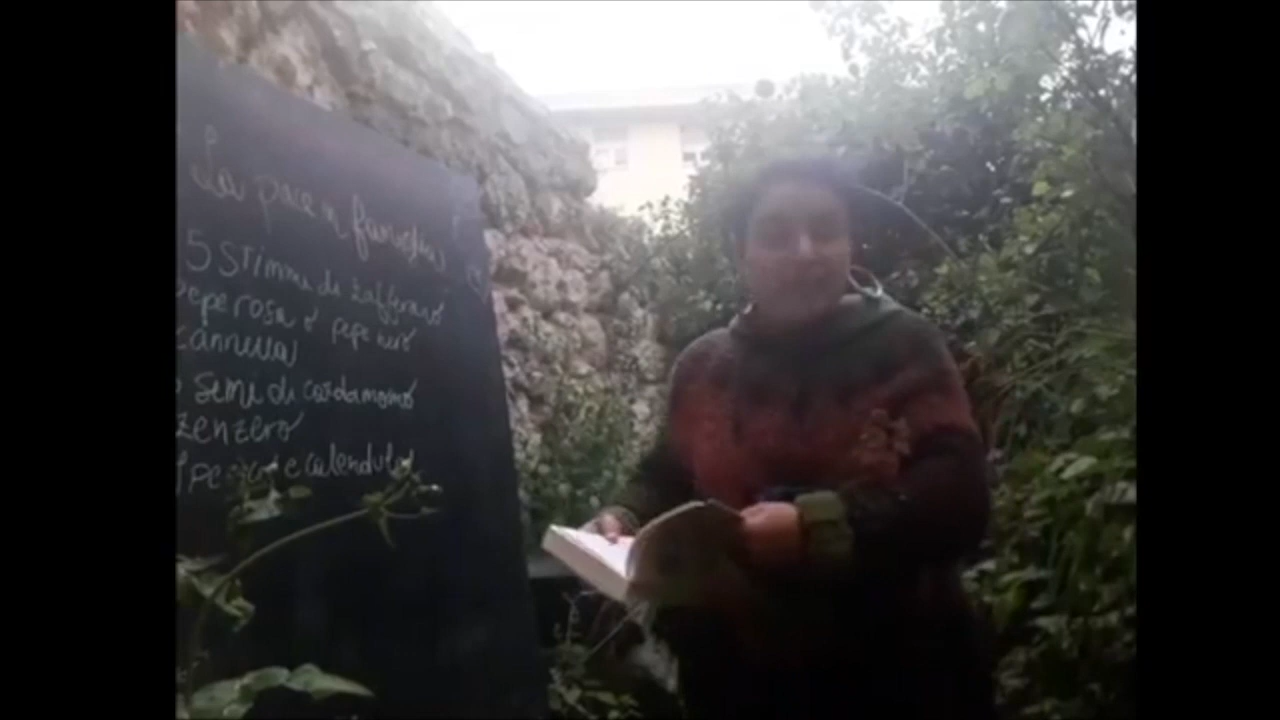 La pace in famiglia
5 stimmi di zafferano
pepe rosa o pepe nero
cannella
semi di cardamomo
zenzero
e calendula